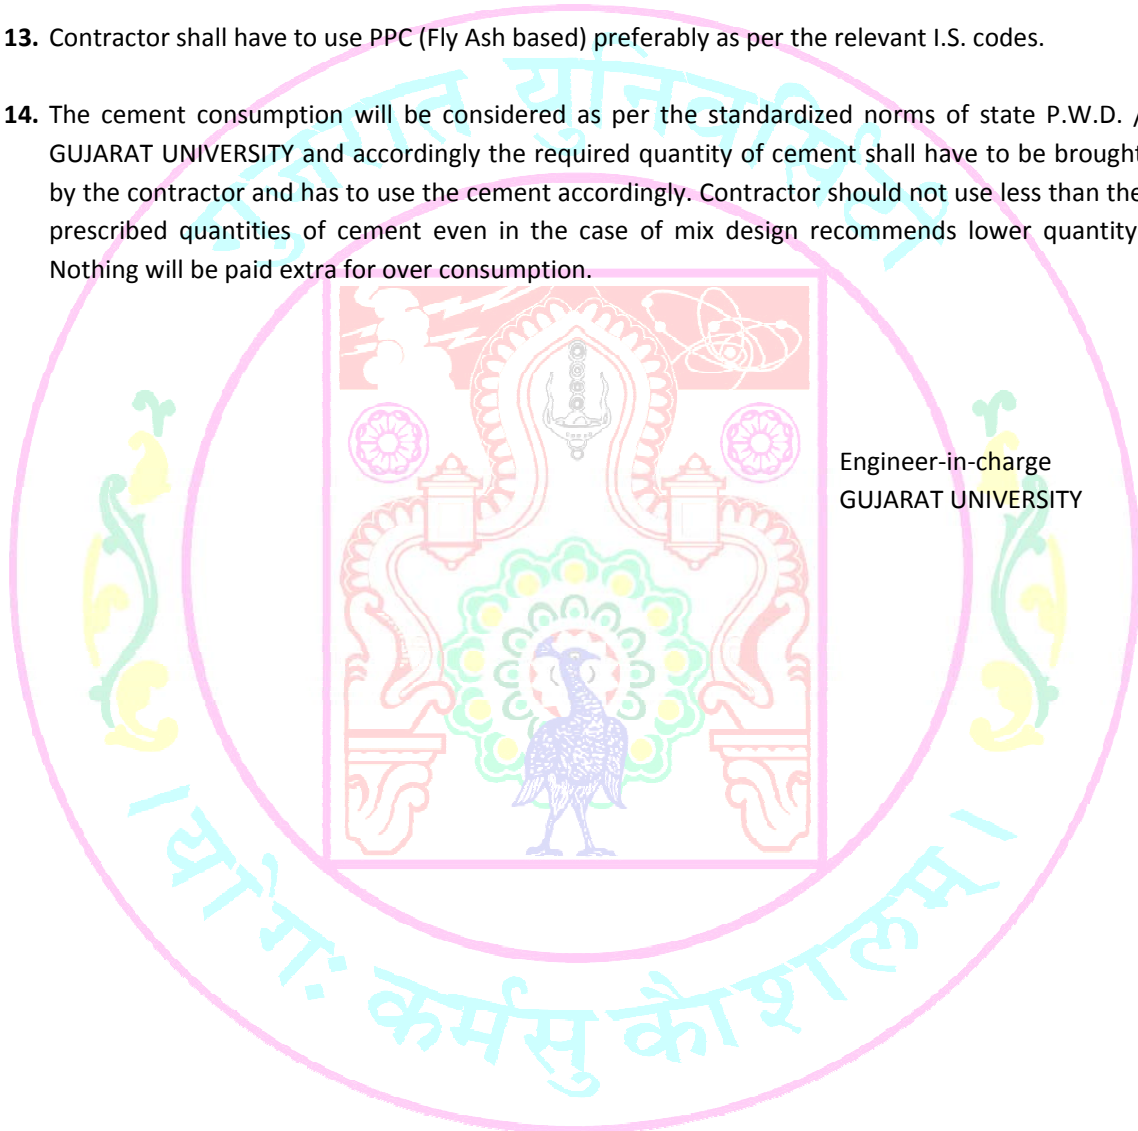 13. Contractor shall have to use PPC (Fly Ash based) preferably as per the relevant I.S. codes.
14. The cement consumption will be considered as per the standardized norms of state P.W.D. /
GUJARAT UNIVERSITY and accordingly the required quantity of cement shall have to be brought
by the contractor and has to use the cement accordingly. Contractor should not use less than the
prescribed quantities of cement even in the case of mix design recommends lower quantity
Nothing will be paid extra for over consumption.
गुजरात युनिवर्सिटी
Engineer-in-charge
GUJARAT UNIVERSITY
। योगः कर्मसु कौशलम् ।